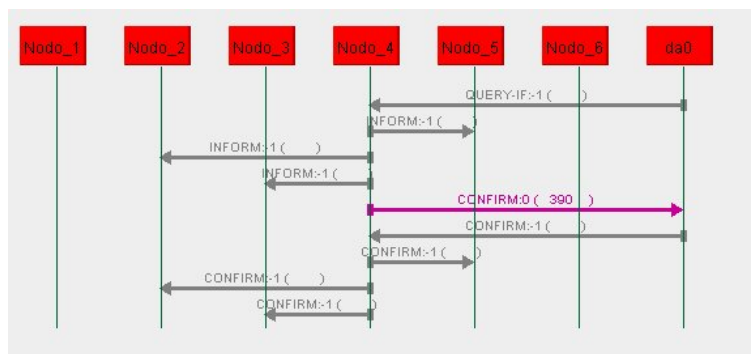 Nodo_1 Nodo_2 Nodo_3 Nodo_4 Nodo_5 Nodo_6 da0
QUERY-IF:-1 ( )
INFORM:-1 ( )
INFORM:-1 ( )
INFORM:-1 (
CONFIRM:0 ( 390 )
CONFIRM:-1 ( )
CONFIRM:-1 ( )
CONFIRM:-1 ( )
CONFIRM:-1 ( )